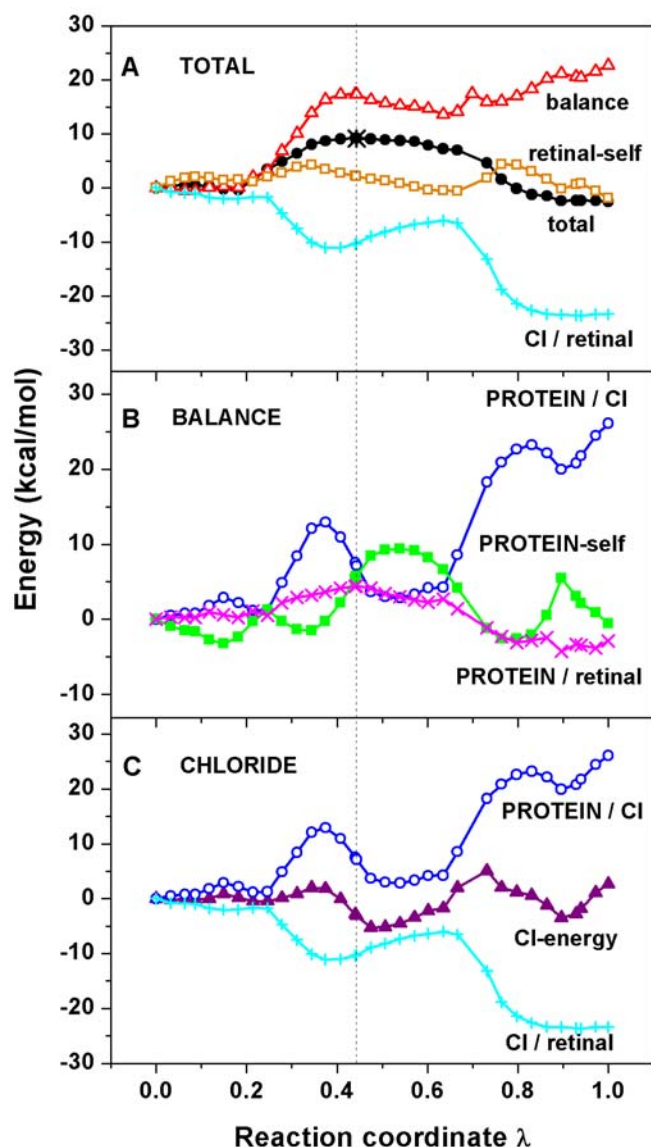 A TOTAL
30
20
10
0
-10
-20
-30
balance
retinal-self
total
Cl / retinal
B BALANCE
30
20
10
0
-10
PROTEIN / Cl
PROTEIN-self
PROTEIN / retinal
C CHLORIDE
30
20
10
0
-10
-20
-30
PROTEIN / Cl
Cl-energy
Cl / retinal
0.0 0.2 0.4 0.6 0.8 1.0
Energy (kcal/mol)
Reaction coordinate λ